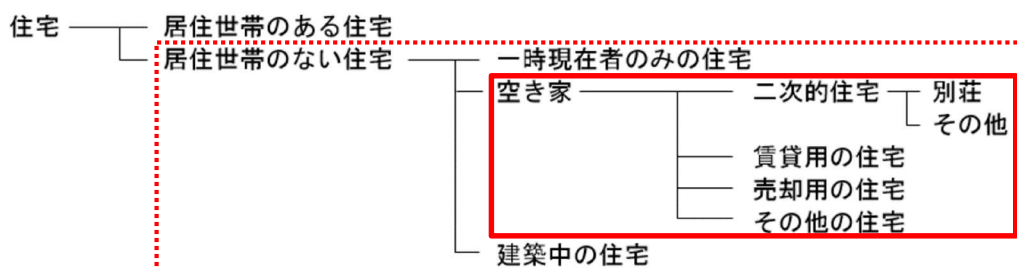 住宅 居住世帯のある住宅
居住世帯のない住宅 一時現在者のみの住宅
空き家 二次的住宅 別荘
その他
賃貸用の住宅
売却用の住宅
その他の住宅
建築中の住宅